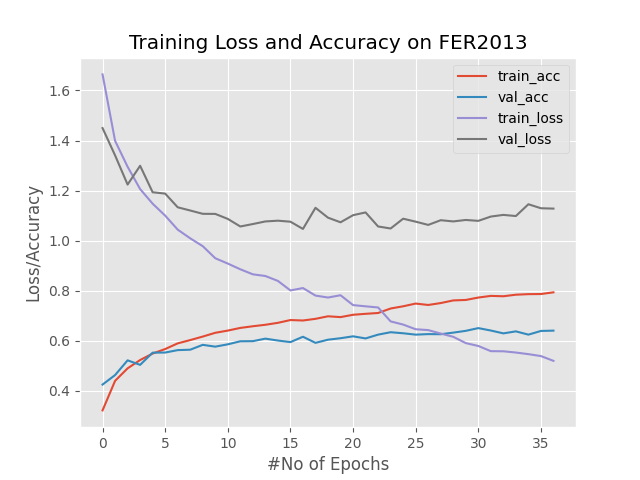 Training Loss and Accuracy on FER2013
train_acc
val_acc
train_loss
val_loss
Loss/Accuracy
1.6
1.4
1.2
1.0
0.8
0.6
0.4
0 5 10 15 20 25 30 35
#No of Epochs